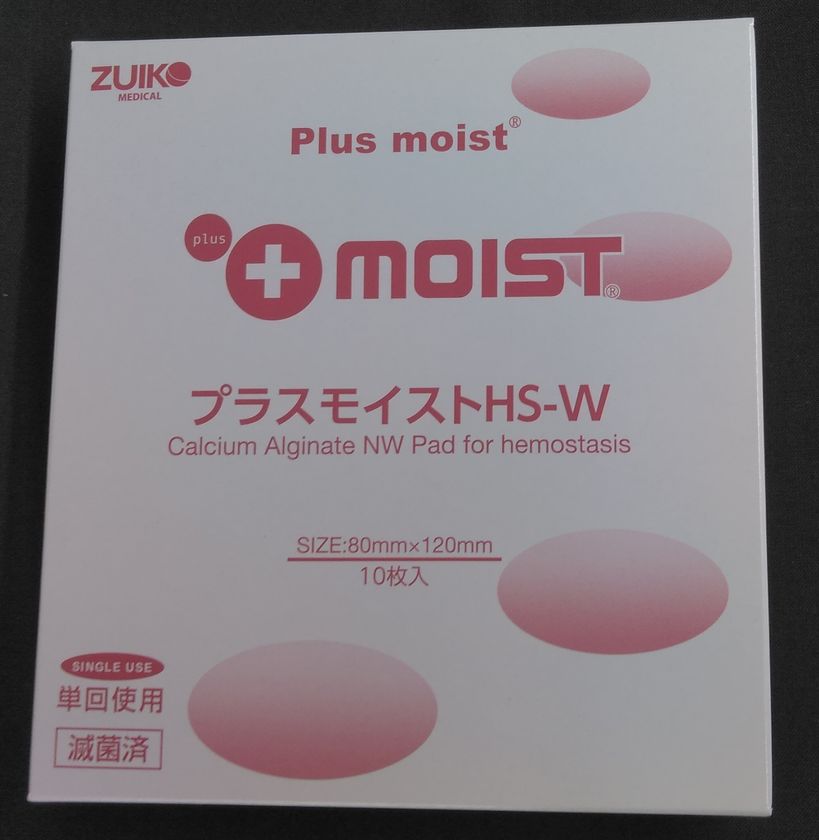 ZUIKO
MEDICAL
Plus moist®
plus
MOIST®
プラスモイストHS-W
Calcium Alginate NW Pad for hemostasis
SIZE:80mm×120mm
10枚入
SINGLE USE
単回使用
滅菌済